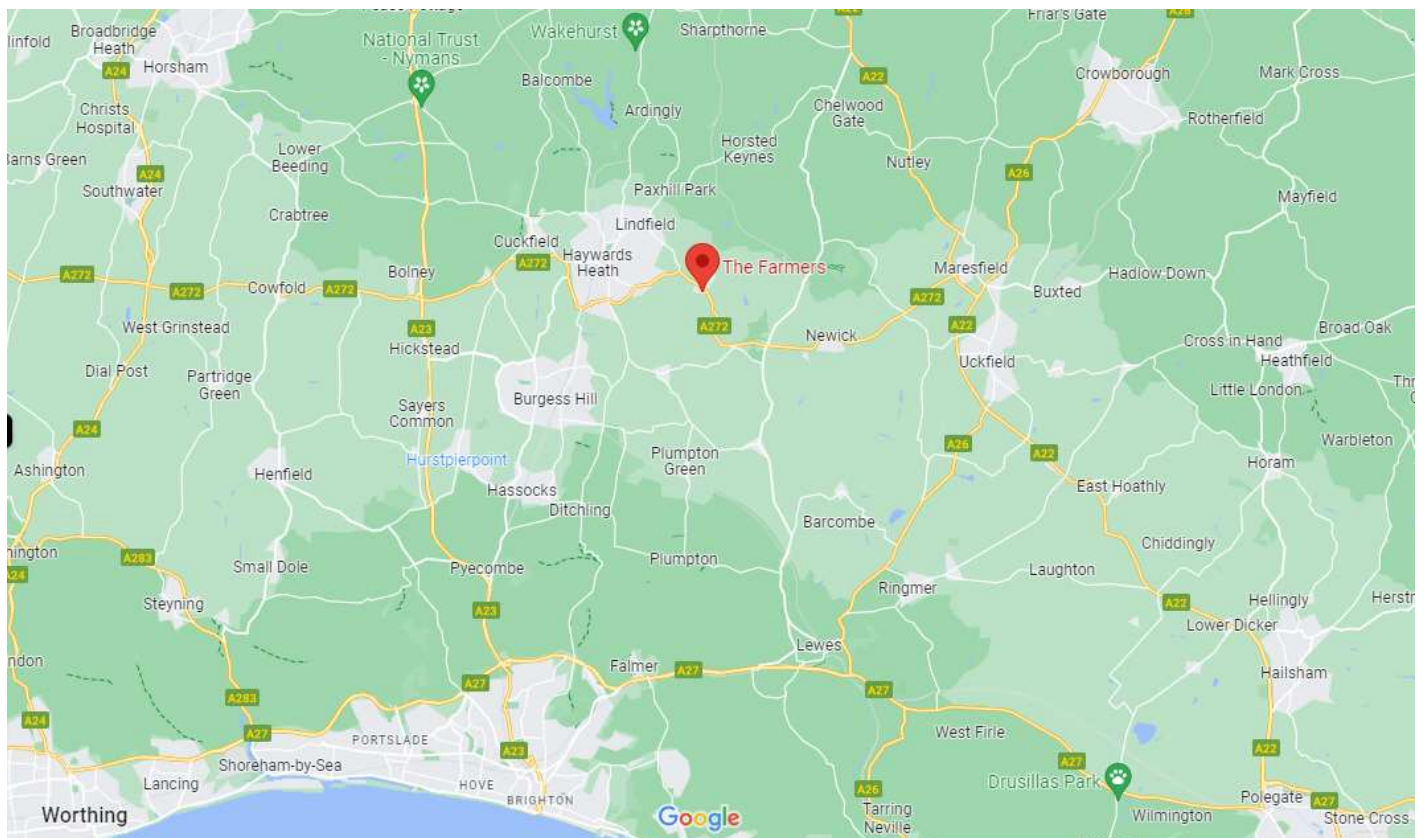 Friar's Gate
A26
A22
Broadbridge
Heath
Horsham
A24
National Trust
- Nymans
Wakehurst
Sharpthorne
Balcombe
Ardingly
A22
Chelwood
Gate
Crowborough
Mark Cross
Rotherfield
Christs
Hospital
Barns Green
A24
Southwater
Lower
Beeding
Crabtree
Horsted
Keynes
Nutley
A26
Mayfield
Paxhill Park
Lindfield
Cuckfield
A272
Haywards
Heath
The Farmers
Maresfield
Hadlow Down
Buxted
A272
A272
Cowfold
A272
Bolney
A23
A272
A272
Newick
A22
Uckfield
Broad Oak
Cross in Hand
Heathfield
West Grinstead
Hickstead
Dial Post
Partridge
Green
Little London
Burgess Hill
Sayers
Common
A24
Warbleton
A26
A22
Hurstpierpoint
Plumpton
Green
Ashington
Henfield
Hassocks
Ditchling
Horam
East Hoathly
Barcombe
Chiddingly
A283
A24
Small Dole
Pyecombe
Plumpton
Ringmer
Laughton
Steyning
A23
A22
Hellingly
Lower Dicker
Lewes
Falmer
A27
A27
A27
Hailsham
A283
A24
A27
West Firle
PORTSLADE
A23
A22
Shoreham-by-Sea
Lancing
HOVE
BRIGHTON
A27
Drusillas Park
A26
Worthing
Google
Tarring
Neville
Wilmington
Polegate
A27
Stone Cross